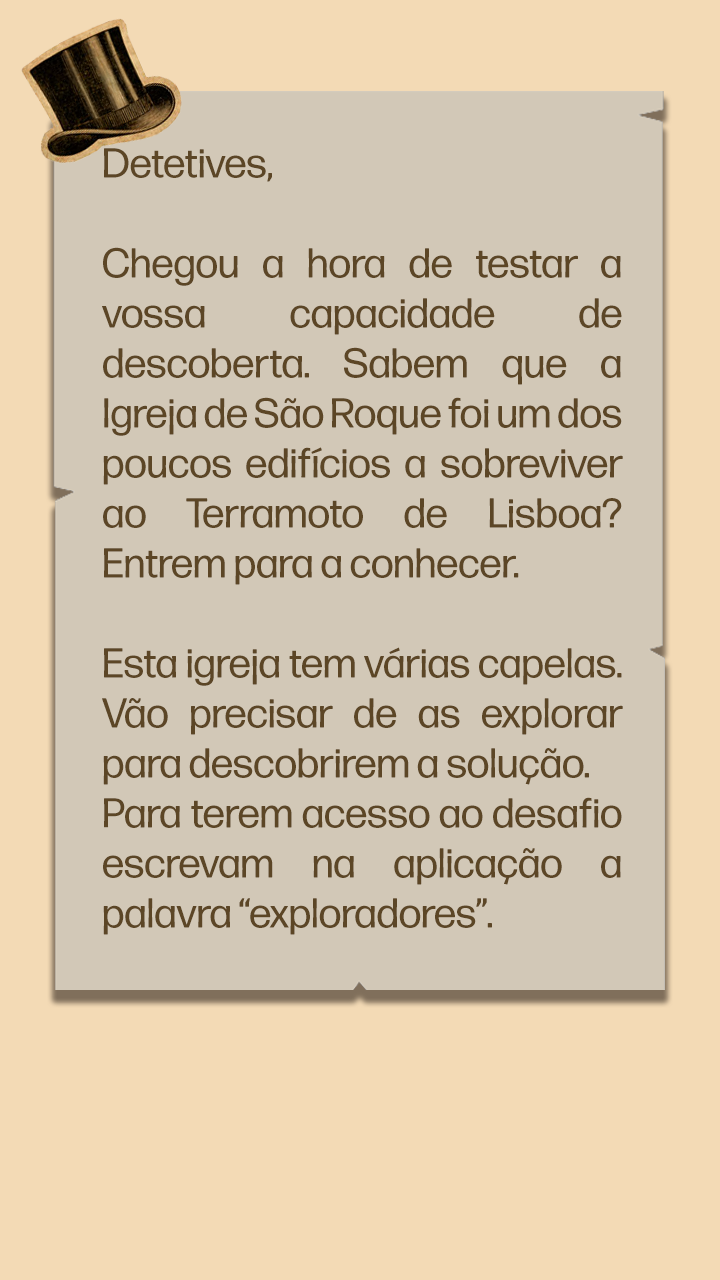 Detetives,
Chegou a hora de testar a
vossa capacidade de
descoberta. Sabem que a
Igreja de São Roque foi um dos
poucos edifícios a sobreviver
ao Terramoto de Lisboa?
Entrem para a conhecer.
Esta igreja tem várias capelas.
Vão precisar de as explorar
para descobrirem a solução.
Para terem acesso ao desafio
escrevam na aplicação a
palavra “exploradores”.